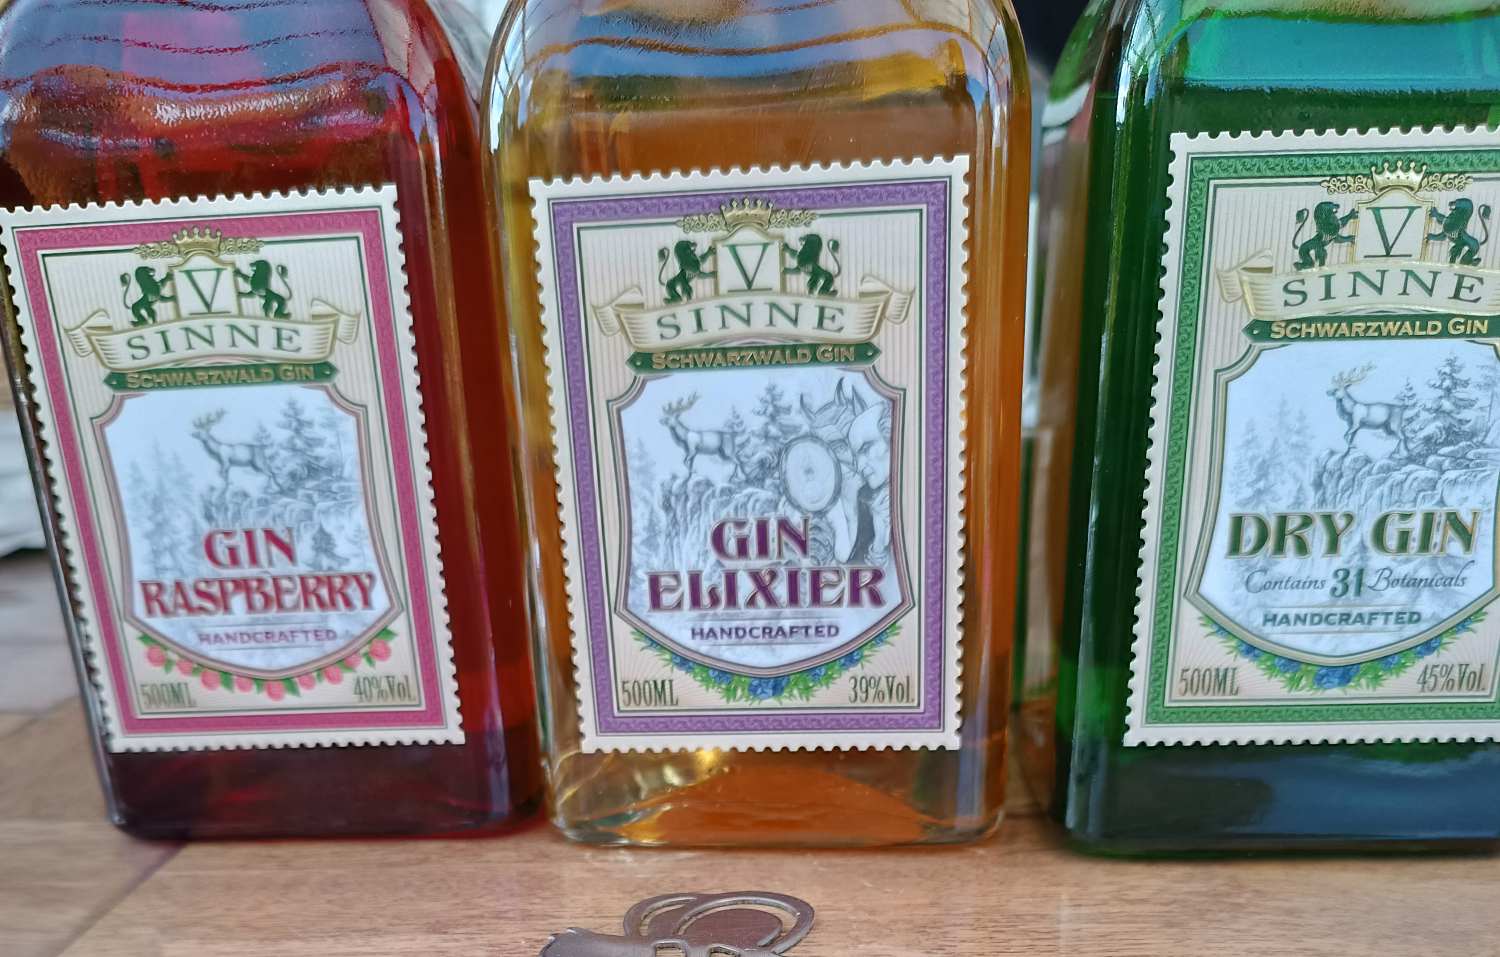 V
SINNE
SCHWARZWALD GIN
GIN
RASPBERRY
HANDCRAFTED
500ML
40%Vol.
V
SINNE
SCHWARZWALD GIN
GIN
ELIXIER
HANDCRAFTED
500ML
39%Vol.
V
SINNE
SCHWARZWALD GIN
DRY GIN
Contains 31 Botanicals
HANDCRAFTED
500ML
45%Vol.